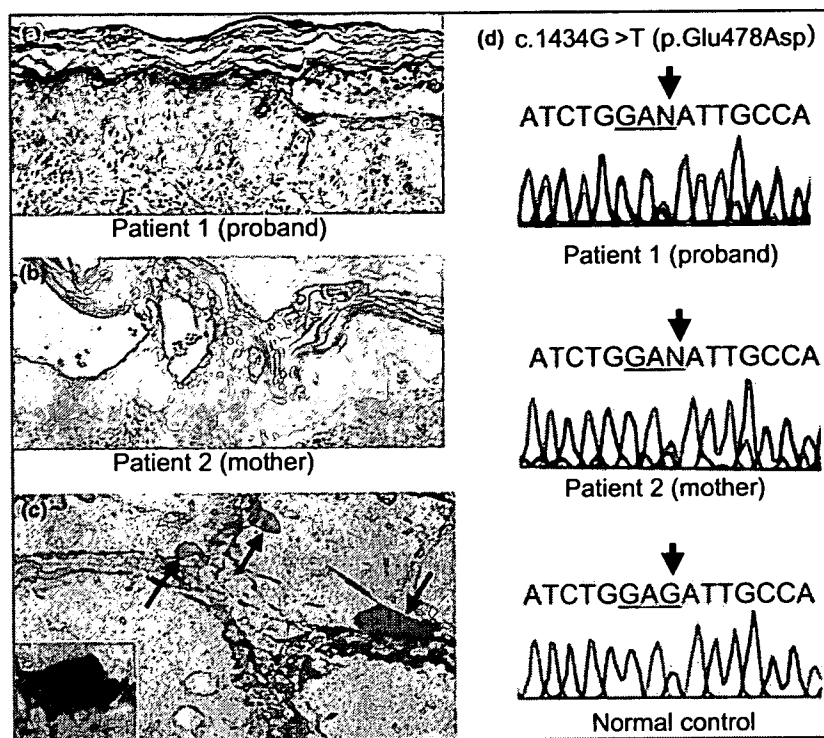 (a)
Patient 1 (proband)
(b)
Patient 2 (mother)
(c)
(d) c.1434G >T (p.Glu478Asp)
ATCTGGANATTGCCA
Patient 1 (proband)
ATCTGGANATTGCCA
Patient 2 (mother)
ATCTGGAGATTGCCA
Normal control